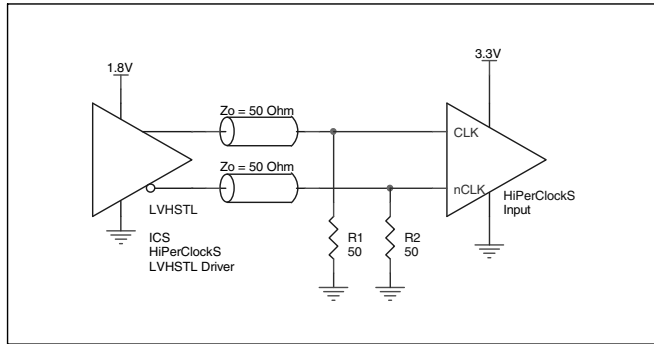 1.8V
3.3V
Zo = 50 Ohm
CLK
Zo = 50 Ohm
nCLK
HiPerClockS
Input
LVHSTL
ICS
HiPerClockS
LVHSTL Driver
R1
50
R2
50